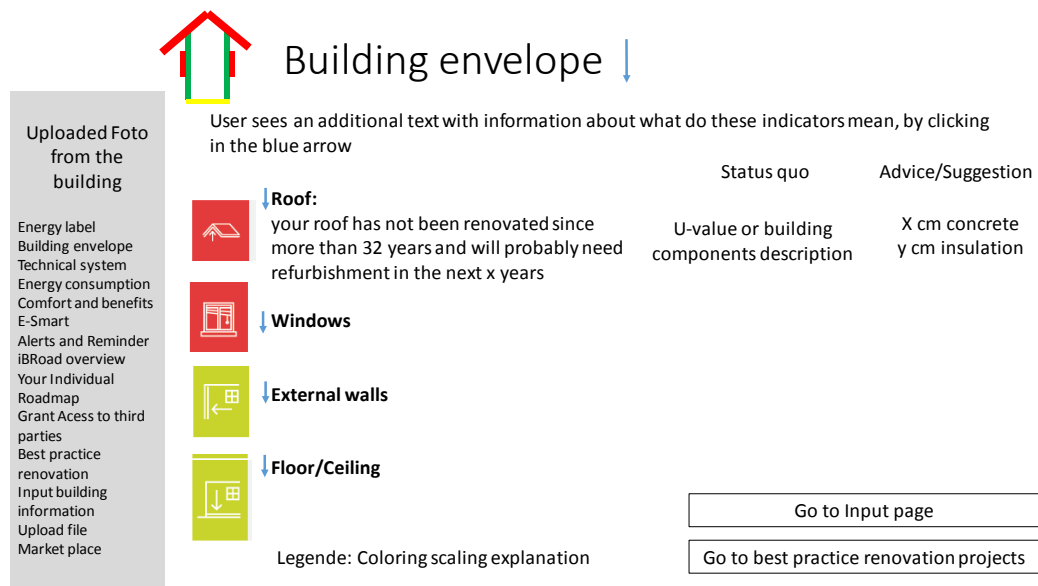 Building envelope
User sees an additional text with information about what do these indicators mean, by clicking
in the blue arrow
Uploaded Foto
from the
building
Energy label
Building envelope
Technical system
Energy consumption
Comfort and benefits
E-Smart
Alerts and Reminder
iBRoad overview
Your Individual
Roadmap
Grant Acess to third
parties
Best practice
renovation
Input building
information
Upload file
Market place
Status quo
Advice/Suggestion
Roof:
your roof has not been renovated since
more than 32 years and will probably need
refurbishment in the next x years
U-value or building
components description
X cm concrete
y cm insulation
Windows
External walls
Floor/Ceiling
Legende: Coloring scaling explanation
Go to Input page
Go to best practice renovation projects